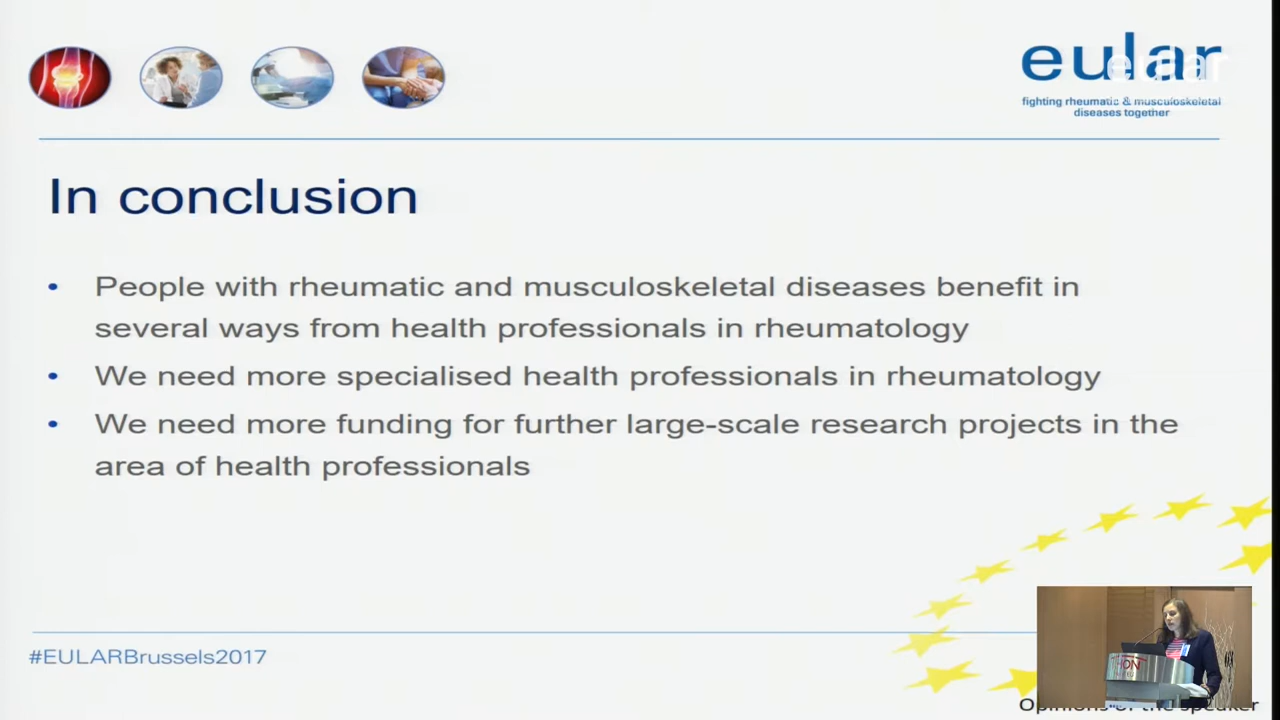 eular
eular
fighting rheumatic & musculoskeletal
diseases together
In conclusion
• People with rheumatic and musculoskeletal diseases benefit in
several ways from health professionals in rheumatology
• We need more specialised health professionals in rheumatology
• We need more funding for further large-scale research projects in the
area of health professionals
#EULARBrussels2017
Opinions of the speaker